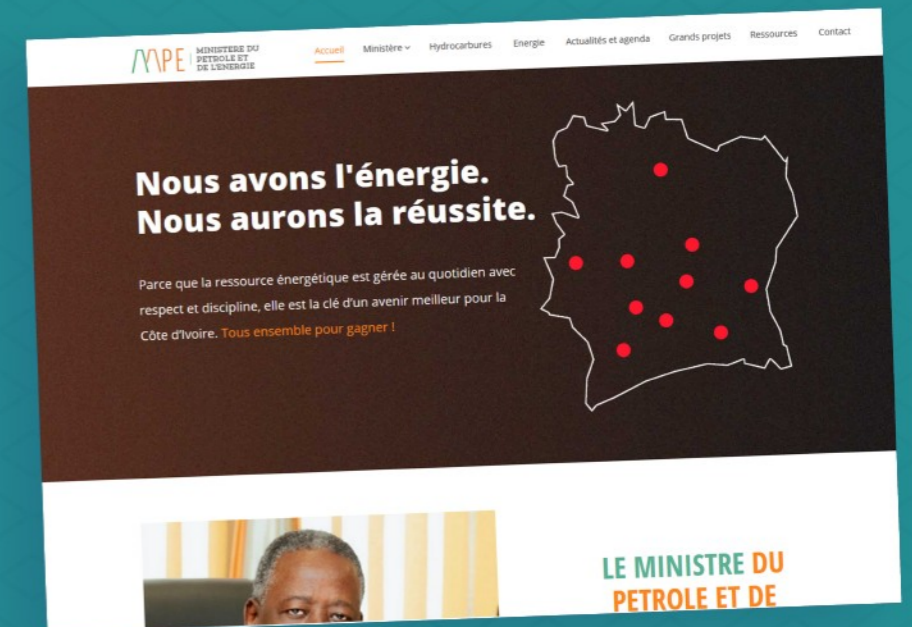 MPE
MINISTERE DU
PETROLE ET
DE L'ENERGIE
Accueil Ministère Hydrocarbures Energie Actualités et agenda Grands projets Ressources Contact
Nous avons l'énergie.
Nous aurons la réussite.
Parce que la ressource énergétique est gérée au quotidien avec
respect et discipline, elle est la clé d'un avenir meilleur pour la
Côte d'Ivoire. Tous ensemble pour gagner !
LE MINISTRE DU
PETROLE ET DE